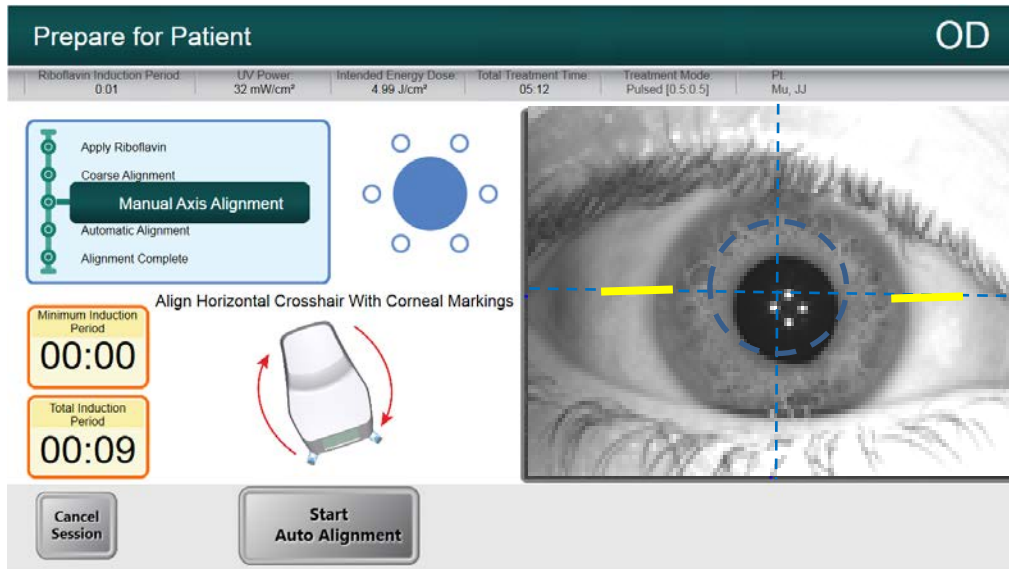 Prepare for Patient
OD
Riboflavin Induction Period:
0.01
UV Power:
32 mW/cm²
Intended Energy Dose:
4.99 J/cm²
Total Treatment Time:
05:12
Treatment Mode:
Pulsed [0.5:0.5]
Pt:
Mu, JJ
Apply Riboflavin
Coarse Alignment
Manual Axis Alignment
Automatic Alignment
Alignment Complete
Align Horizontal Crosshair With Corneal Markings
Minimum Induction
Period
00:00
Total Induction
Period
00:09
Cancel
Session
Start
Auto Alignment